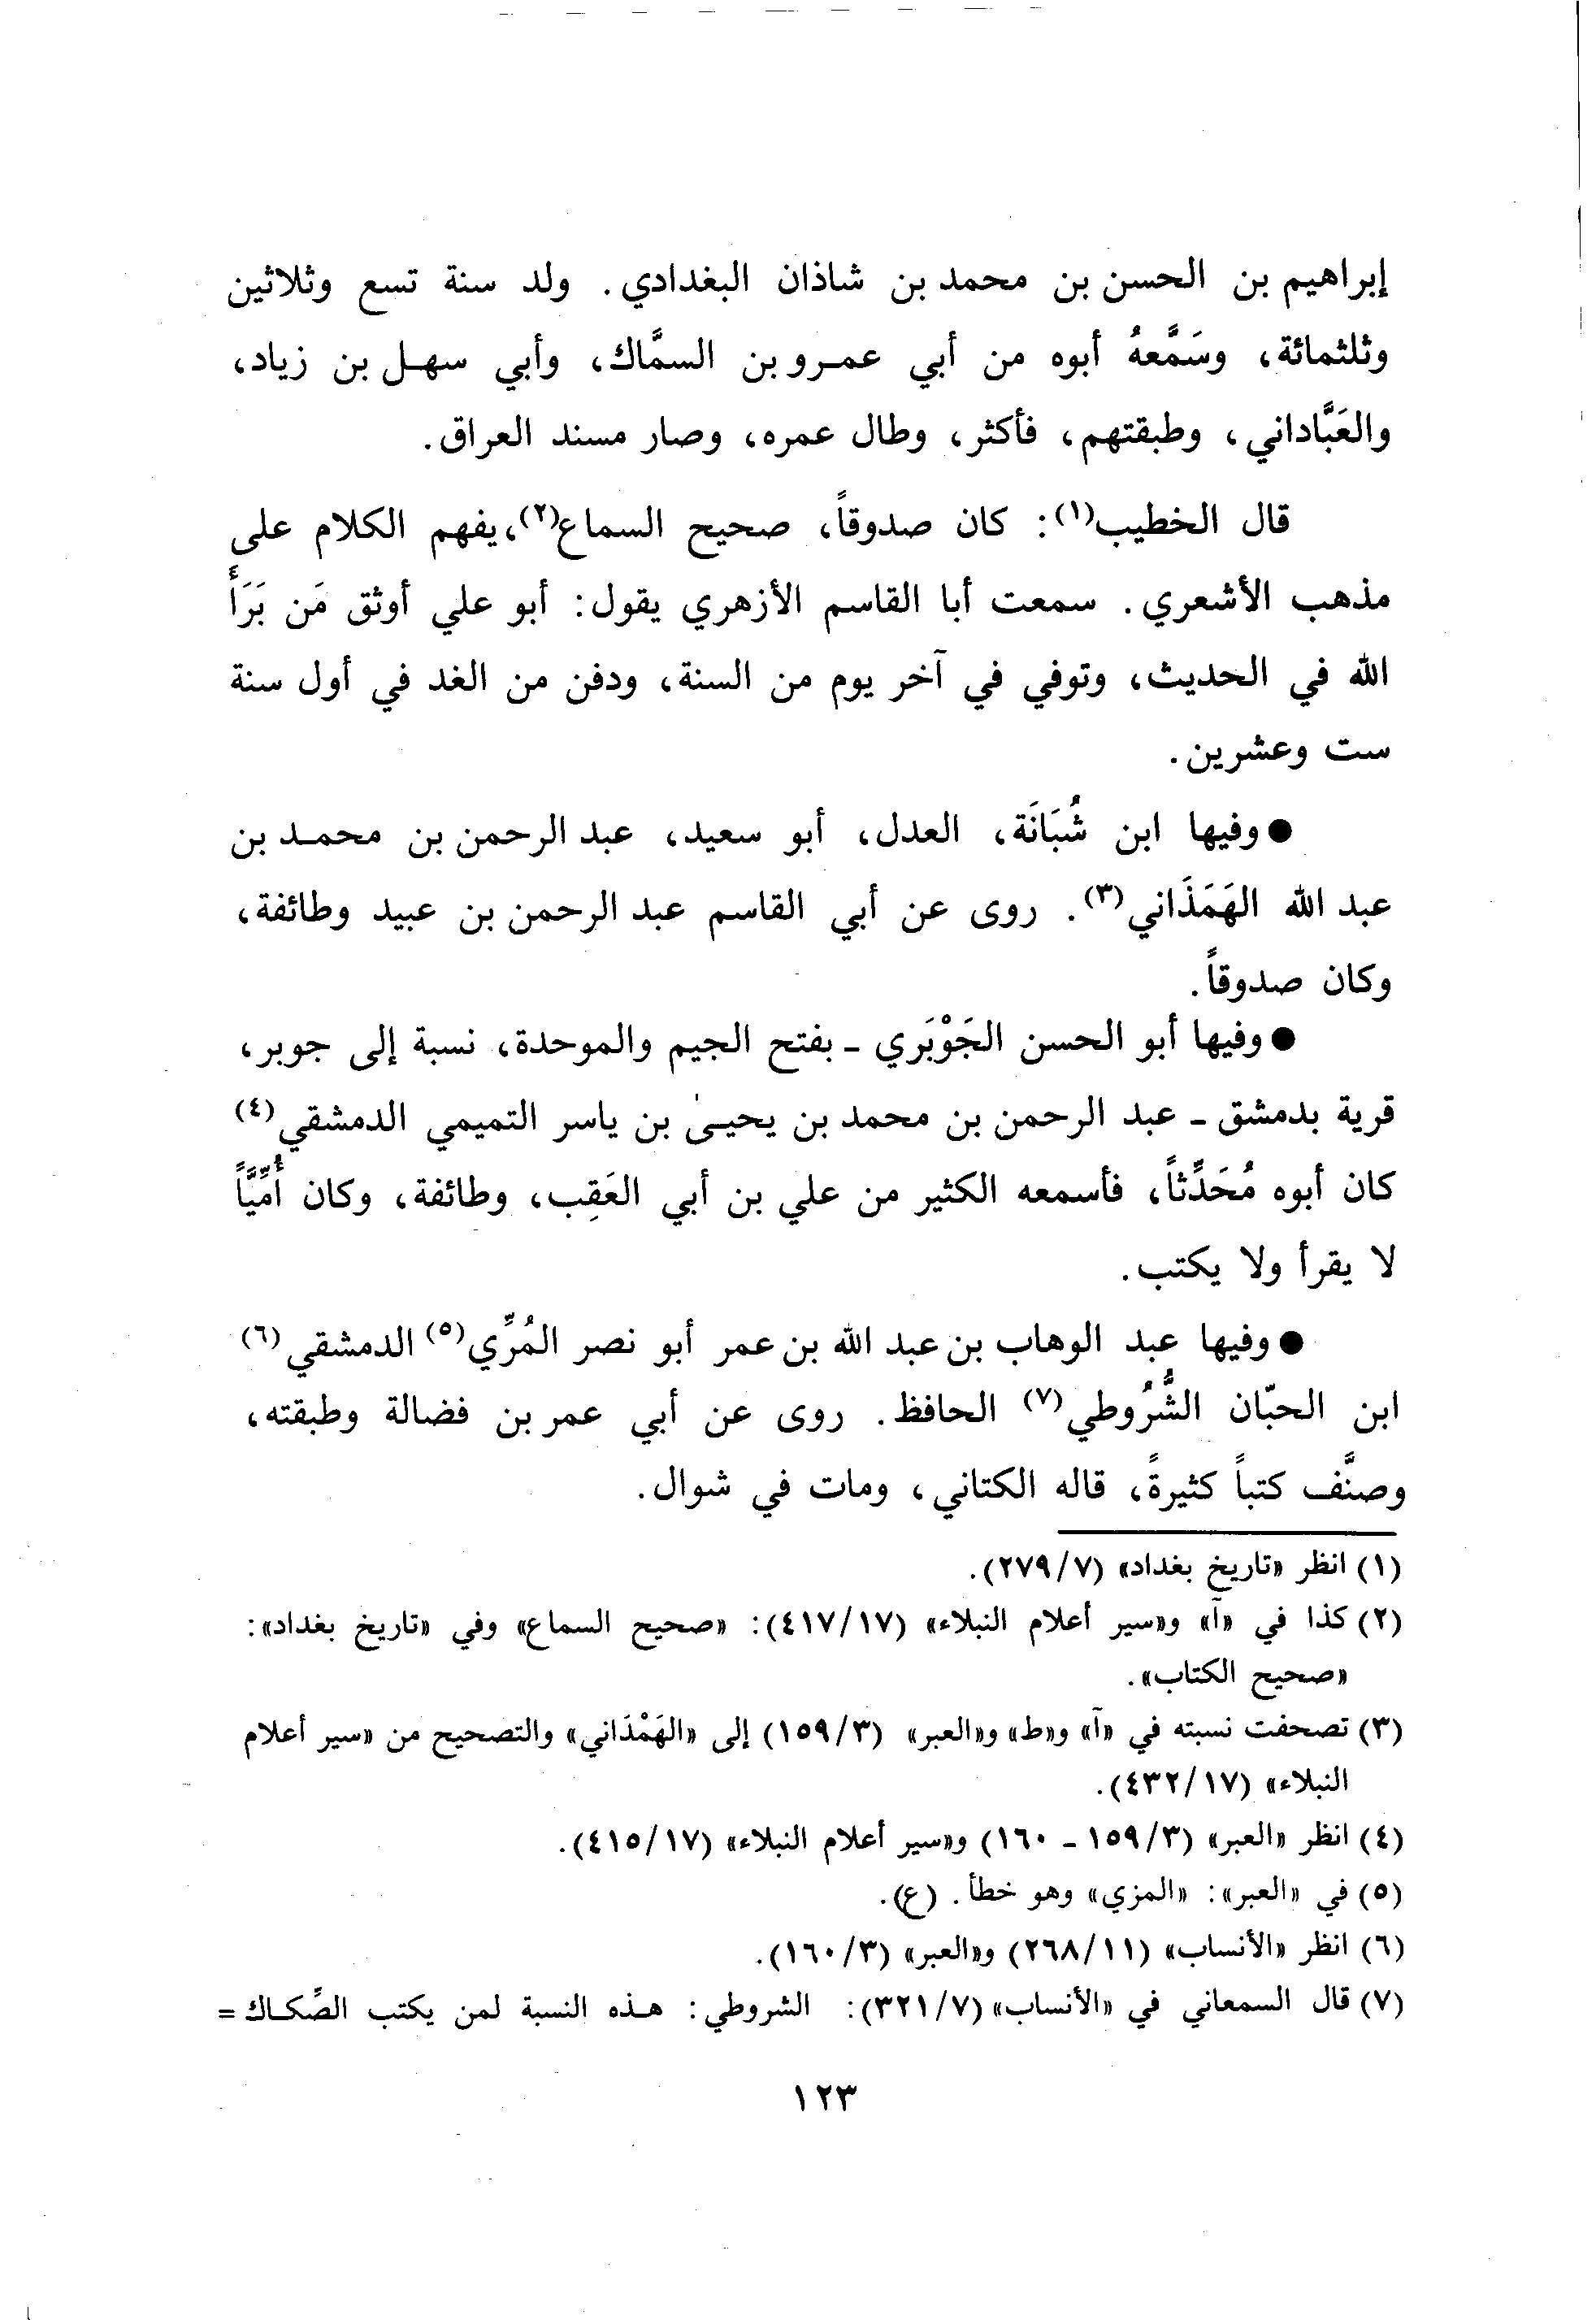 إبراهيم بن الحسن بن محمد بن شاذان البغدادي. ولد سنة تسع وثلاثين
وثلثمائة، وسَمَّعهُ أبوه من أبي عمرو بن السمَّاك، وأبي سهل بن زياد،
والعَبَّاداني، وطبقتهم، فأكثر، وطال عمره، وصار مسند العراق.
قال الخطيب(١): كان صدوقاً، صحيح السماع(٢)، يفهم الكلام على
مذهب الأشعري. سمعت أبا القاسم الأزهري يقول: أبو علي أوثق مَن بَرَأَ
الله في الحديث، وتوفي في آخر يوم من السنة، ودفن من الغد في أول سنة
ست وعشرين.
● وفيها ابن شُبَانَة، العدل، أبو سعيد، عبد الرحمن بن محمد بن
عبد الله الهَمَذَاني(٣). روى عن أبي القاسم عبد الرحمن بن عبيد وطائفة،
وكان صدوقاً.
● وفيها أبو الحسن الجَوْبَري ـ بفتح الجيم والموحدة، نسبة إلى جوبر،
قرية بدمشق ـ عبد الرحمن بن محمد بن يحيىٰ بن ياسر التميمي الدمشقي(٤)
كان أبوه مُحَدِّثاً، فأسمعه الكثير من علي بن أبي العَقِب، وطائفة، وكان أُمِّيَّاً
لا يقرأ ولا يكتب.
● وفيها عبد الوهاب بن عبد الله بن عمر أبو نصر المُرِّي(٥) الدمشقي(٦)
ابن الحبّان الشُّرُوطي(٧) الحافظ. روى عن أبي عمر بن فضالة وطبقته،
وصنَّف كتباً كثيرةً، قاله الكتاني، ومات في شوال.
(١) انظر «تاريخ بغداد» (٢٧٩/٧).
(٢) كذا في «آ» و«سير أعلام النبلاء» (٤١٧/١٧): «صحيح السماع» وفي «تاريخ بغداد»:
«صحيح الكتاب».
(٣) تصحفت نسبته في «آ» و«ط» و«العبر» (١٥٩/٣) إلى «الهَمْدَاني» والتصحيح من «سير أعلام
النبلاء» (٤٣٢/١٧).
(٤) انظر «العبر» (١٥٩/٣ ـ ١٦٠) و«سير أعلام النبلاء» (٤١٥/١٧).
(٥) في «العبر»: «المزي» وهو خطأ. (ع).
(٦) انظر «الأنساب» (٢٦٨/١١) و«العبر» (١٦٠/٣).
(٧) قال السمعاني في «الأنساب» (٣٢١/٧): الشروطي: هذه النسبة لمن يكتب الصِّكاك =
١٢٣